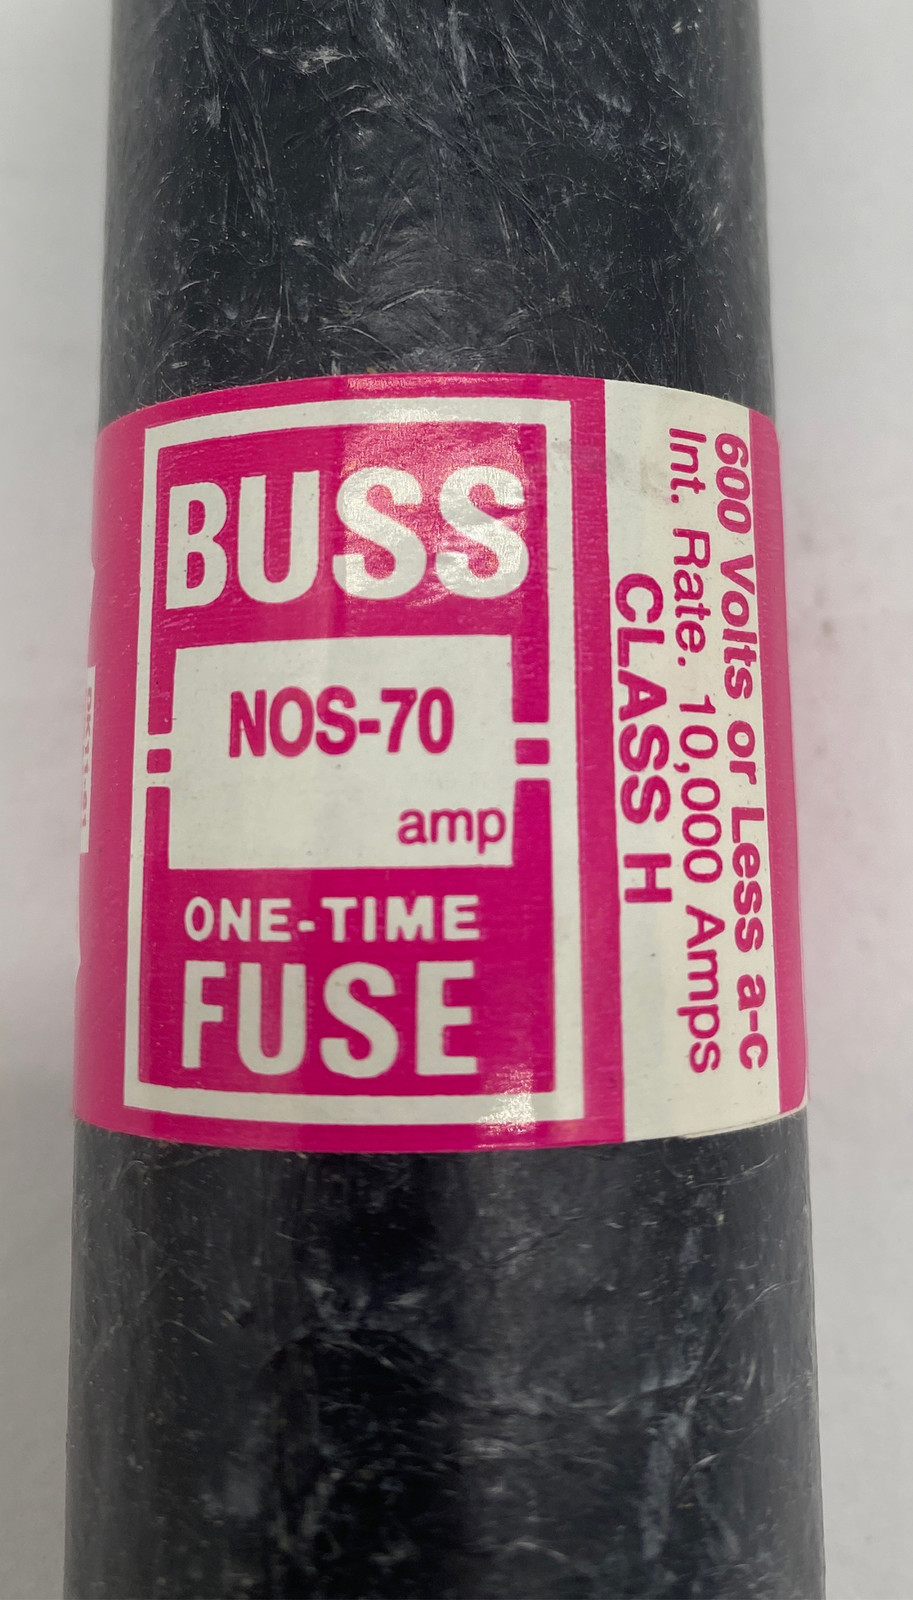 BUSS
NOS-70
amp
ONE-TIME
FUSE
600 Volts or Less a-c
Int. Rate. 10,000 Amps
CLASS H